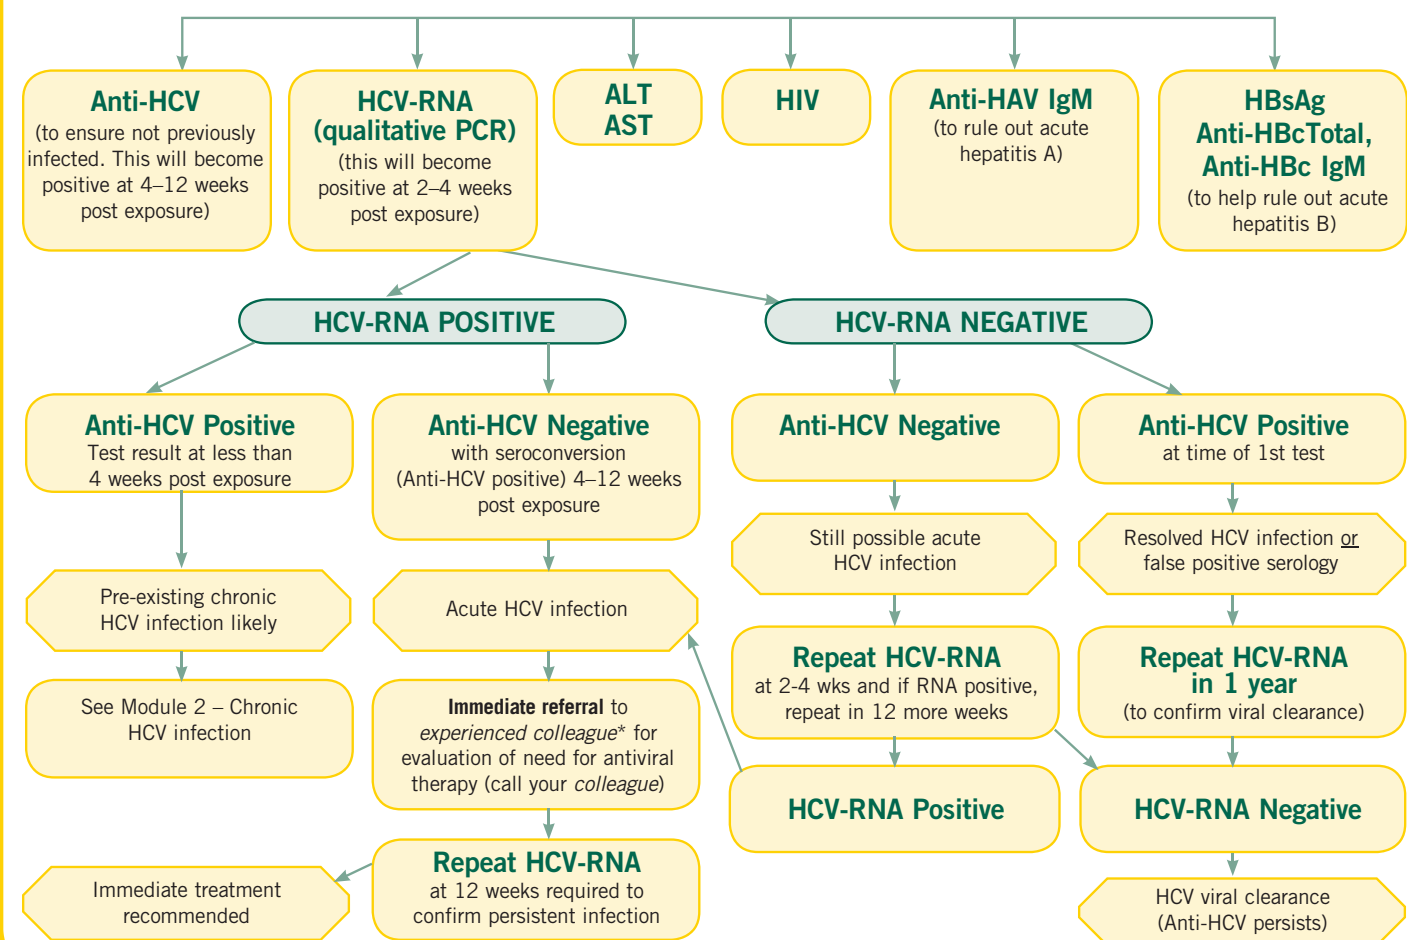 Anti-HCV
(to ensure not previously
infected. This will become
positive at 4–12 weeks
post exposure)
HCV-RNA
(qualitative PCR)
(this will become
positive at 2–4 weeks
post exposure)
ALT
AST
HIV
Anti-HAV IgM
(to rule out acute
hepatitis A)
HBsAg
Anti-HBcTotal,
Anti-HBc IgM
(to help rule out acute
hepatitis B)
HCV-RNA POSITIVE
HCV-RNA NEGATIVE
Anti-HCV Positive
Test result at less than
4 weeks post exposure
Anti-HCV Negative
with seroconversion
(Anti-HCV positive) 4–12 weeks
post exposure
Anti-HCV Negative
Anti-HCV Positive
at time of 1st test
Still possible acute
HCV infection
Resolved HCV infection or
false positive serology
Pre-existing chronic
HCV infection likely
Acute HCV infection
Repeat HCV-RNA
at 2-4 wks and if RNA positive,
repeat in 12 more weeks
Repeat HCV-RNA
in 1 year
(to confirm viral clearance)
See Module 2 – Chronic
HCV infection
Immediate referral to
experienced colleague* for
evaluation of need for antiviral
therapy (call your colleague)
HCV-RNA Positive
HCV-RNA Negative
Repeat HCV-RNA
at 12 weeks required to
confirm persistent infection
Immediate treatment
recommended
HCV viral clearance
(Anti-HCV persists)